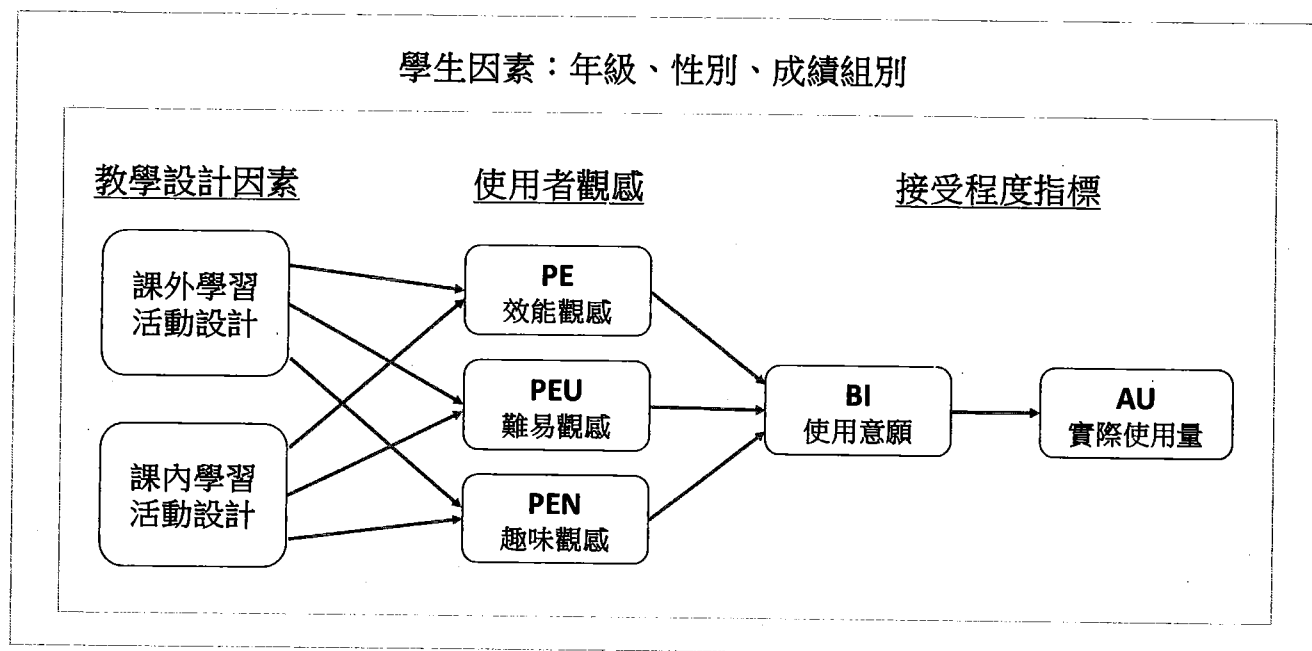 學生因素：年級、性別、成績組別
教學設計因素
使用者觀感
接受程度指標
課外學習
活動設計
課內學習
活動設計
PE
效能觀感
PEU
難易觀感
PEN
趣味觀感
BI
使用意願
AU
實際使用量